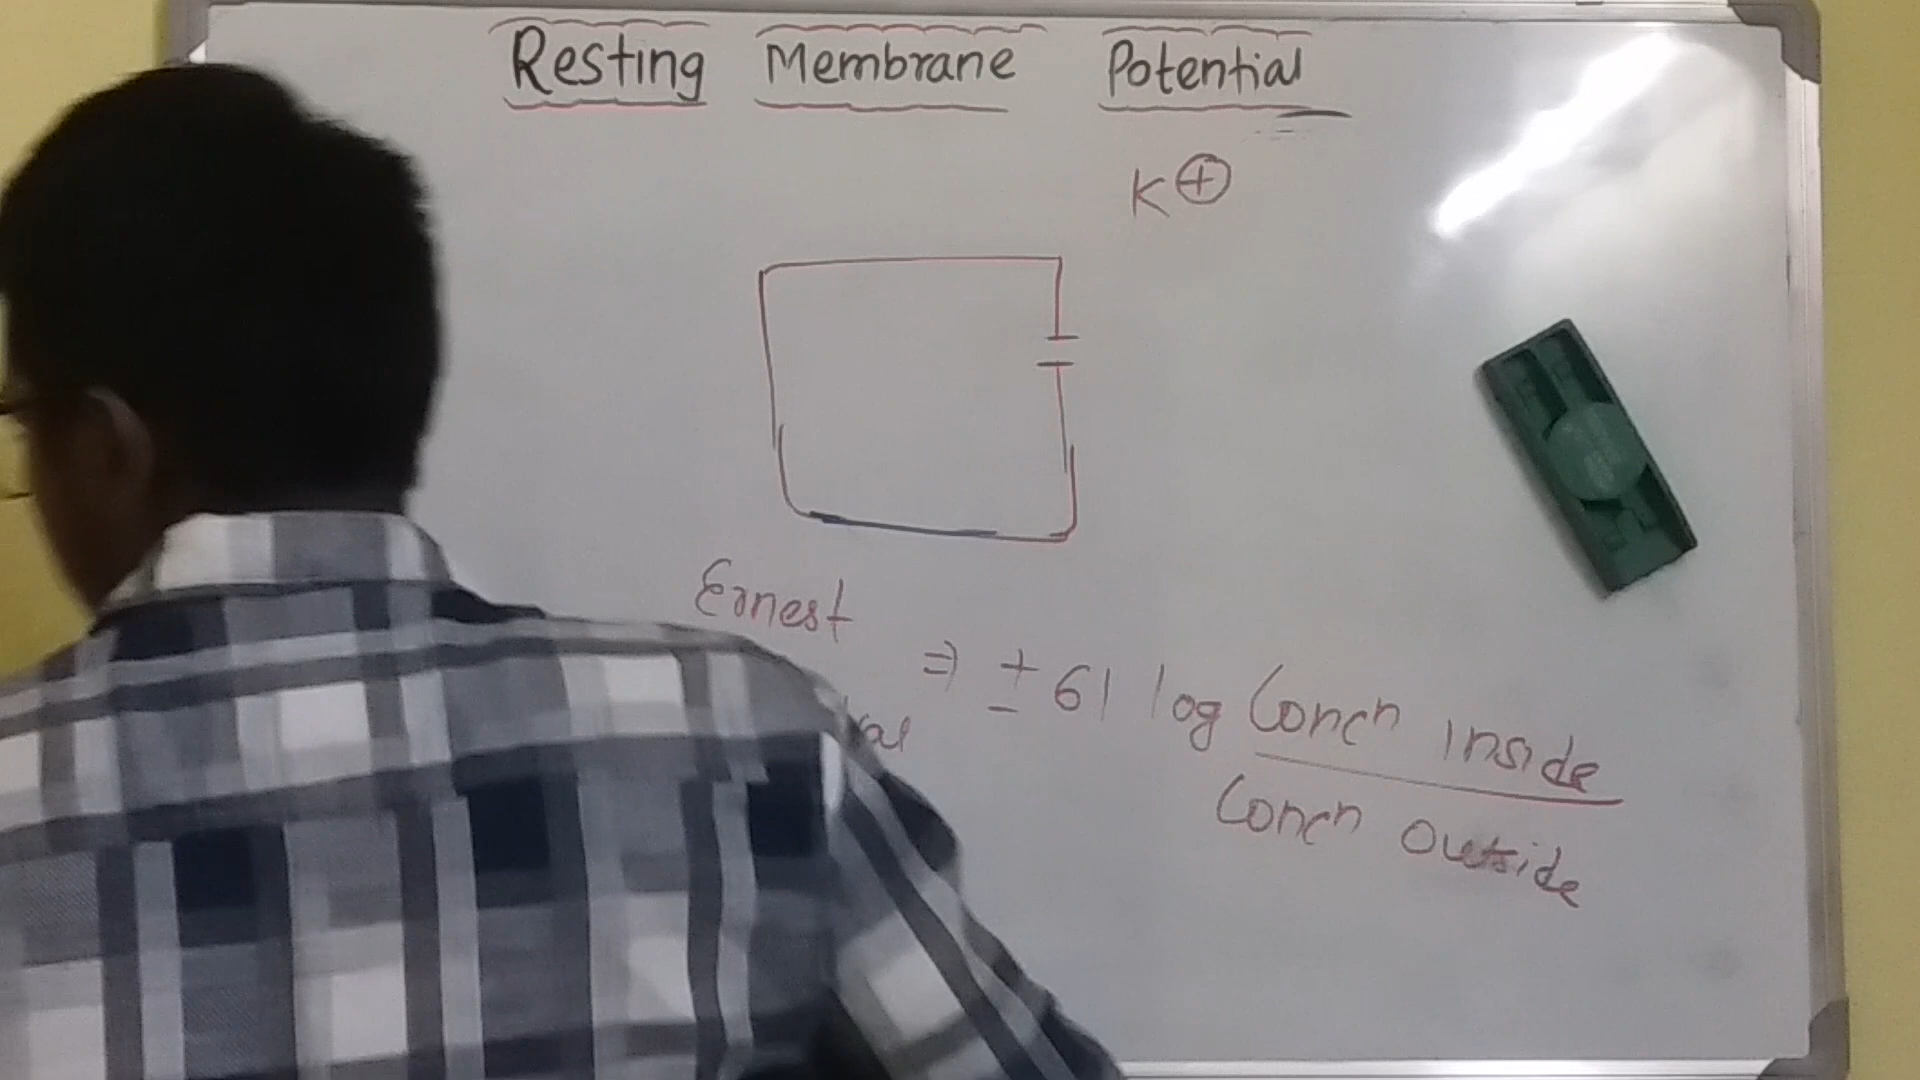 Resting Membrane Potential
K⊕
Ernest
⇒ ± 61 log Concn inside
Concn outside